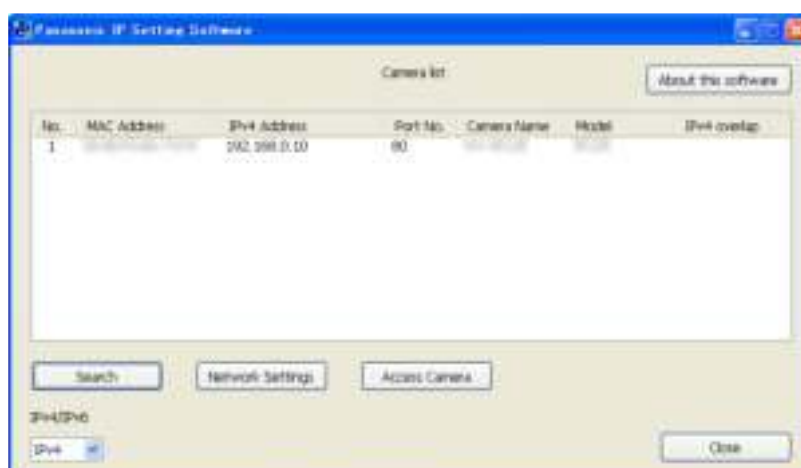 Panasonic IP Setting Software
Camera list
About this software
No. MAC Address IPv4 Address Port No. Camera Name Model IPv4 overlap
1 192.168.0.10 80
Search Network Settings Access Camera
IPv4/IPv6
IPv4 Close